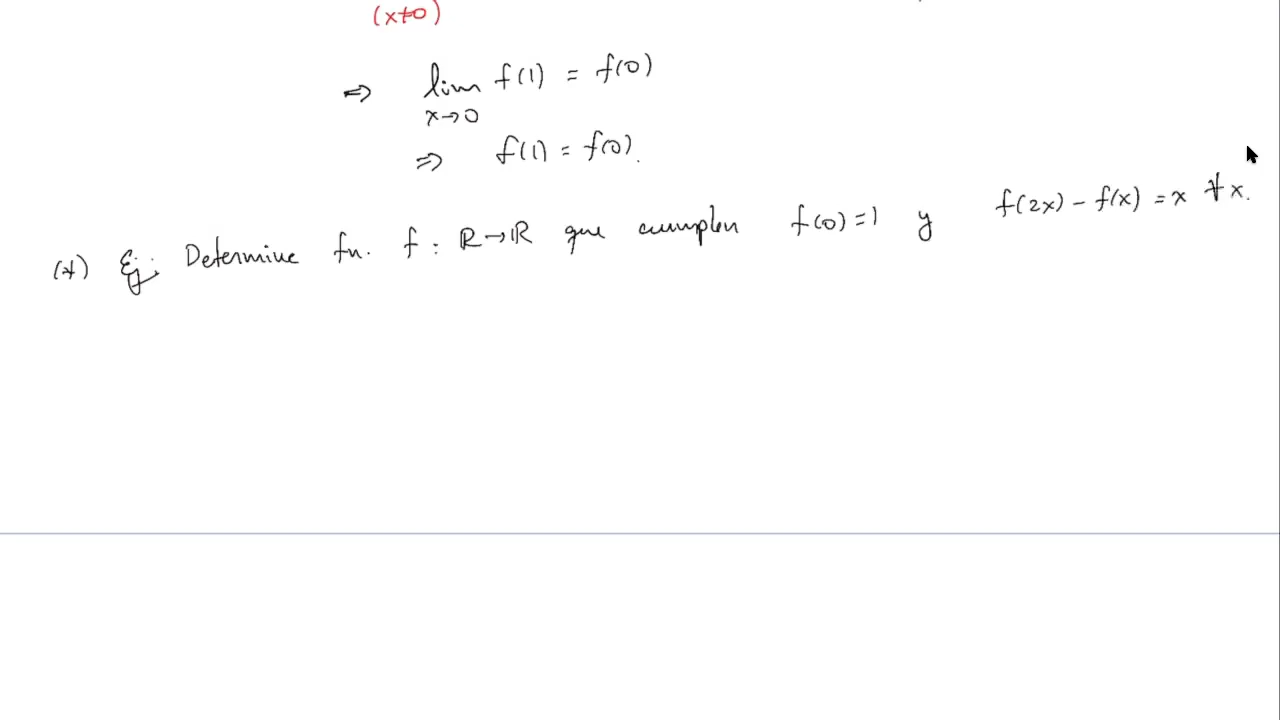 (x≠0)
⇒ lim f(1) = f(0)
x→0
⇒ f(1) = f(0).
(*) Ej: Determine fn. f : ℝ→ℝ que cumplen f(0)=1 y f(2x) - f(x) = x ∀x.